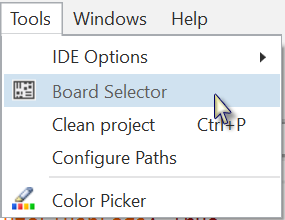 Tools Windows Help
IDE Options
Board Selector
Clean project Ctrl+P
Configure Paths
Color Picker